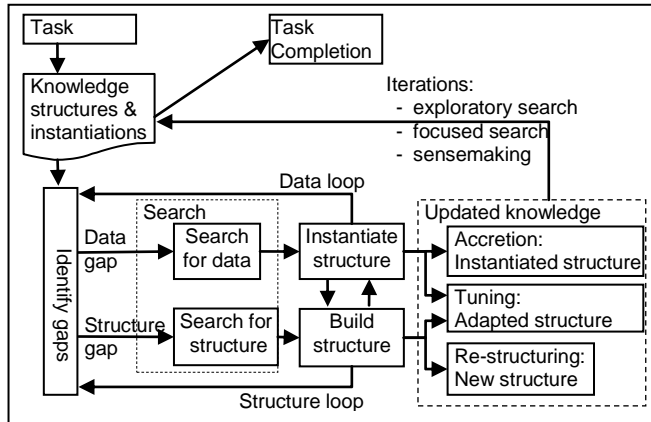 Task
Task
Completion
Knowledge
structures &
instantiations
Iterations:
- exploratory search
- focused search
- sensemaking
Data loop
Search
Updated knowledge
Identify gaps
Data
gap
Search
for data
Instantiate
structure
Accretion:
Instantiated structure
Tuning:
Adapted structure
Structure
gap
Search for
structure
Build
structure
Re-structuring:
New structure
Structure loop